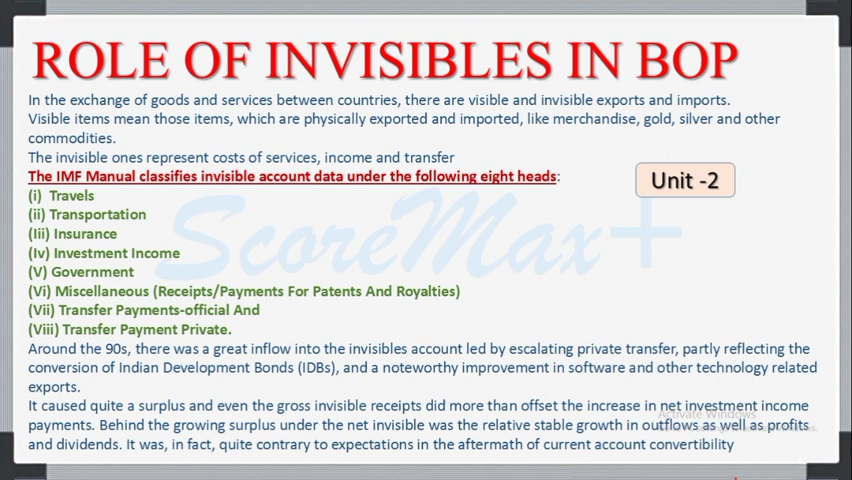 ROLE OF INVISIBLES IN BOP
In the exchange of goods and services between countries, there are visible and invisible exports and imports.
Visible items mean those items, which are physically exported and imported, like merchandise, gold, silver and other
commodities.
The invisible ones represent costs of services, income and transfer
The IMF Manual classifies invisible account data under the following eight heads:
Unit -2
(i) Travels
(ii) Transportation
(Iii) Insurance
(Iv) Investment Income
(V) Government
(Vi) Miscellaneous (Receipts/Payments For Patents And Royalties)
(Vii) Transfer Payments-official And
(Viii) Transfer Payment Private.
ScoreMax+
Around the 90s, there was a great inflow into the invisibles account led by escalating private transfer, partly reflecting the
conversion of Indian Development Bonds (IDBs), and a noteworthy improvement in software and other technology related
exports.
It caused quite a surplus and even the gross invisible receipts did more than offset the increase in net investment income
payments. Behind the growing surplus under the net invisible was the relative stable growth in outflows as well as profits
and dividends. It was, in fact, quite contrary to expectations in the aftermath of current account convertibility
Activate Windows